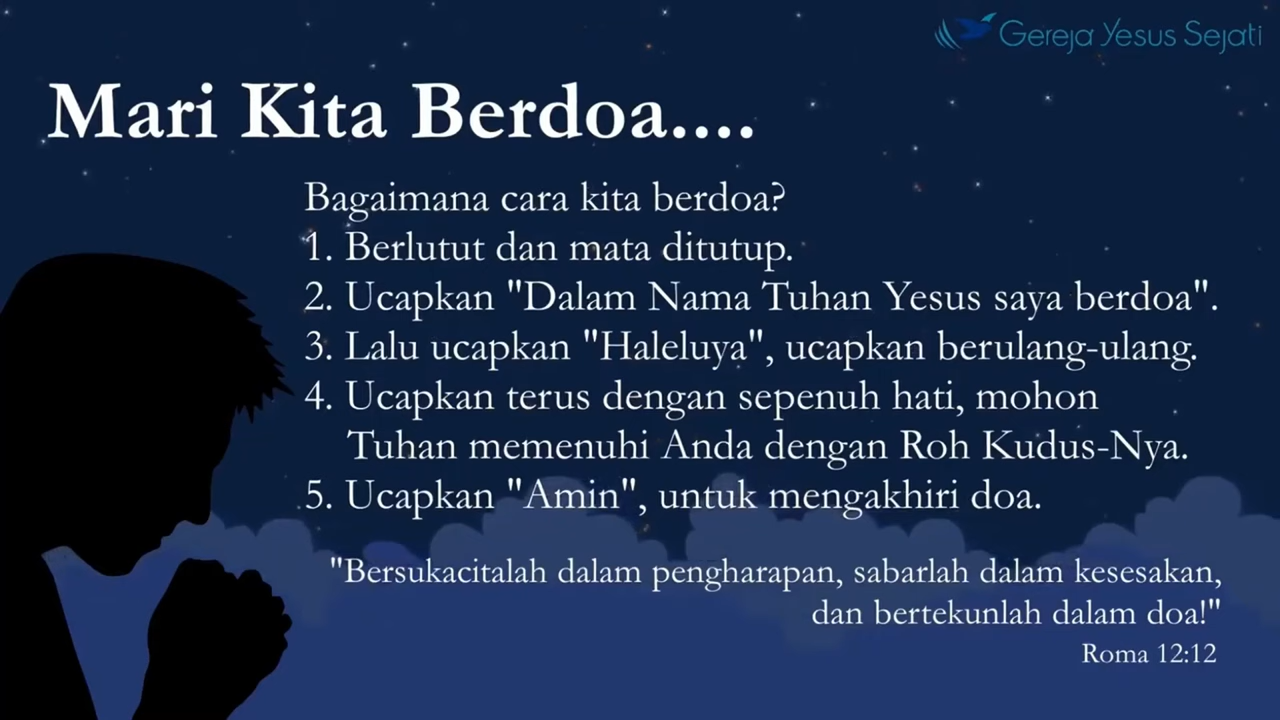 Gereja Yesus Sejati
Mari Kita Berdoa....
Bagaimana cara kita berdoa?
1. Berlutut dan mata ditutup.
2. Ucapkan "Dalam Nama Tuhan Yesus saya berdoa".
3. Lalu ucapkan "Haleluya", ucapkan berulang-ulang.
4. Ucapkan terus dengan sepenuh hati, mohon
Tuhan memenuhi Anda dengan Roh Kudus-Nya.
5. Ucapkan "Amin", untuk mengakhiri doa.
"Bersukacitalah dalam pengharapan, sabarlah dalam kesesakan,
dan bertekunlah dalam doa!"
Roma 12:12